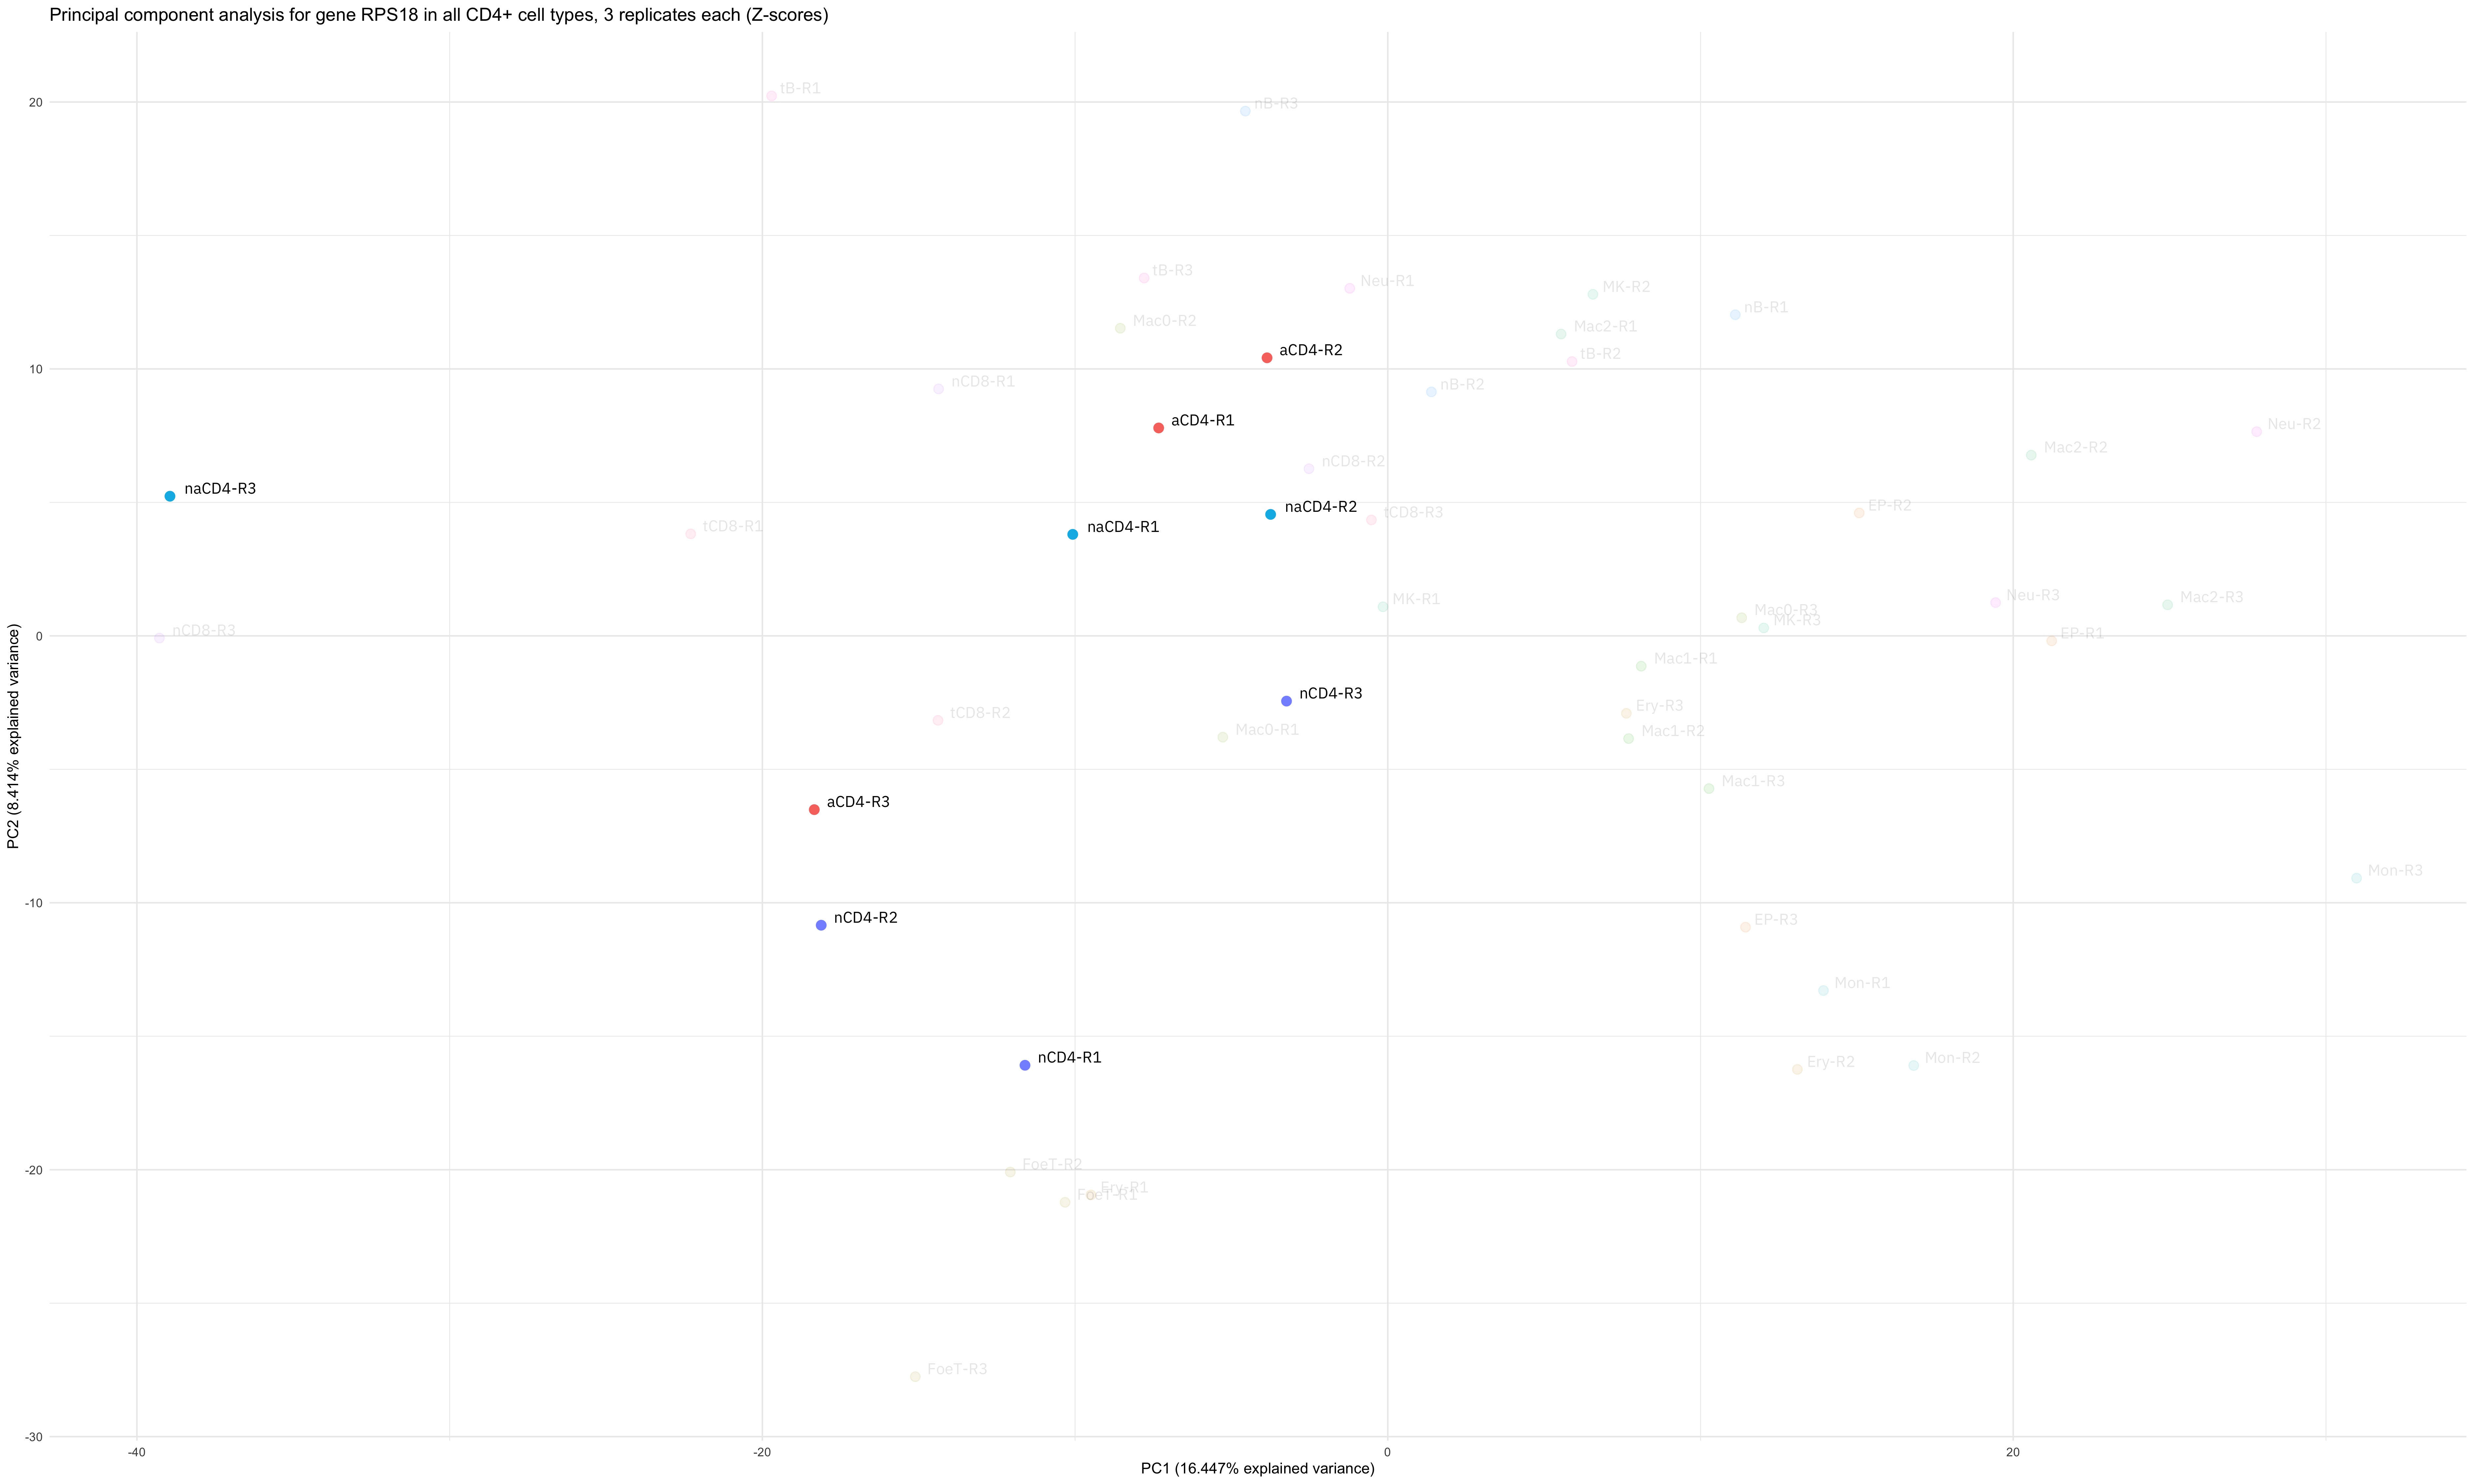 Principal component analysis for gene RPS18 in all CD4+ cell types, 3 replicates each (Z-scores)
tB-R1
20
nB-R3
tB-R3
Neu-R1
MK-R2
nB-R1
Mac0-R2
Mac2-R1
aCD4-R2
tB-R2
10
nCD8-R1
nB-R2
aCD4-R1
Neu-R2
nCD8-R2
Mac2-R2
naCD4-R3
naCD4-R2
EP-R2
tCD8-R3
tCD8-R1
naCD4-R1
MK-R1
Neu-R3
Mac2-R3
Mac0-R3
MK-R3
nCD8-R3
0
EP-R1
Mac1-R1
nCD4-R3
Ery-R3
tCD8-R2
Mac0-R1
Mac1-R2
Mac1-R3
aCD4-R3
Mon-R3
-10
nCD4-R2
EP-R3
Mon-R1
nCD4-R1
Ery-R2
Mon-R2
FoeT-R2
-20
Ery-R1
FoeT-R1
FoeT-R3
-30
PC2 (8.414% explained variance)
-40
-20
0
20
PC1 (16.447% explained variance)